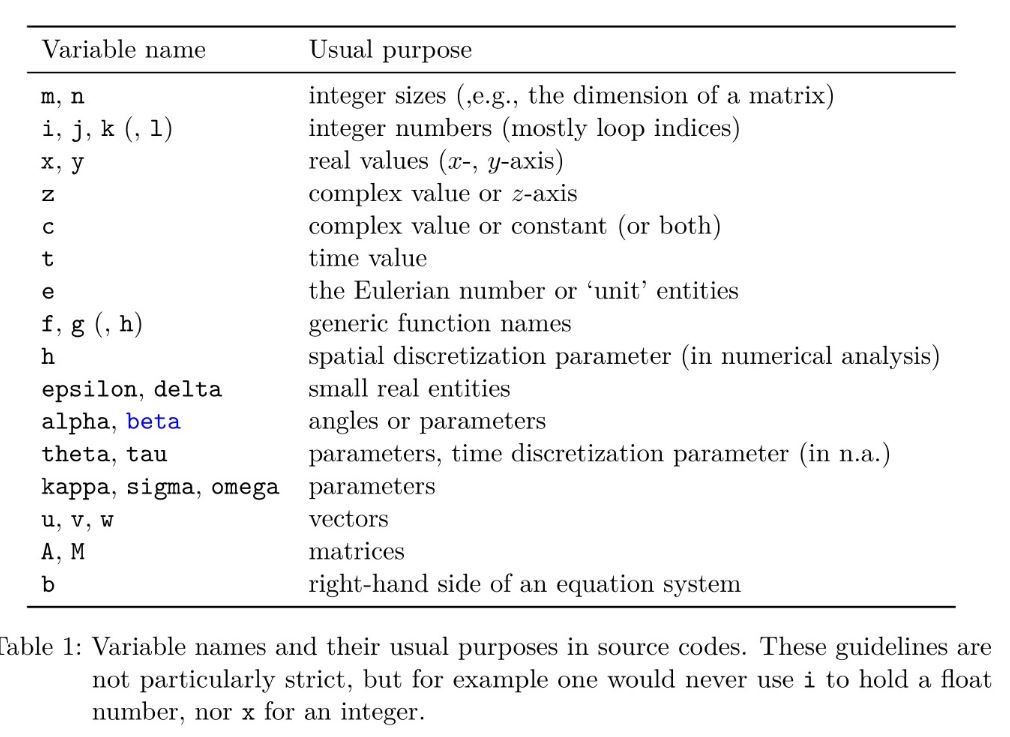 Variable name Usual purpose
m, n integer sizes (,e.g., the dimension of a matrix)
i, j, k (, l) integer numbers (mostly loop indices)
x, y real values (x-, y-axis)
z complex value or z-axis
c complex value or constant (or both)
t time value
e the Eulerian number or ‘unit’ entities
f, g (, h) generic function names
h spatial discretization parameter (in numerical analysis)
epsilon, delta small real entities
alpha, beta angles or parameters
theta, tau parameters, time discretization parameter (in n.a.)
kappa, sigma, omega parameters
u, v, w vectors
A, M matrices
b right-hand side of an equation system
Table 1: Variable names and their usual purposes in source codes. These guidelines are
not particularly strict, but for example one would never use i to hold a float
number, nor x for an integer.